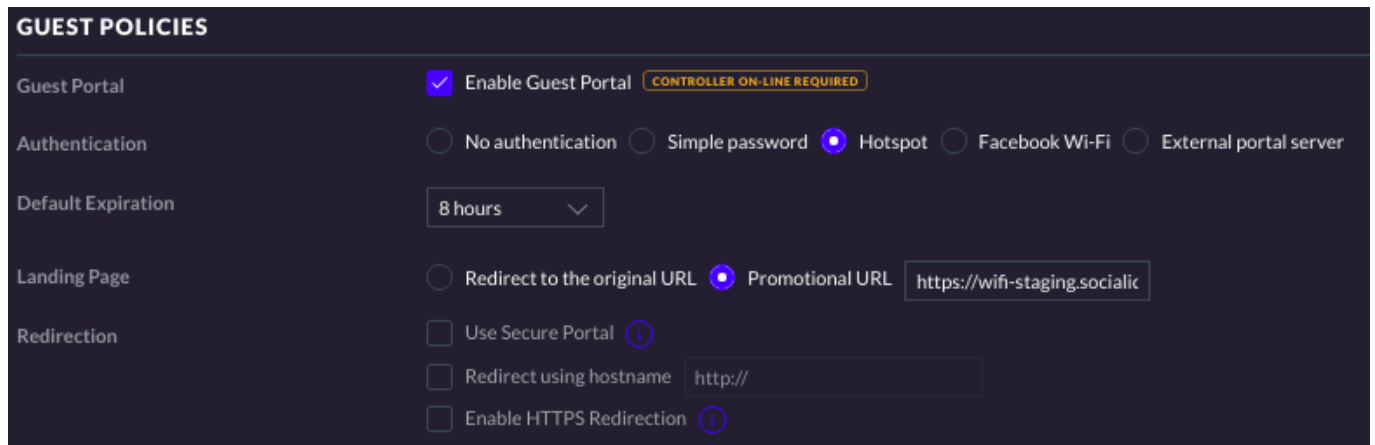 GUEST POLICIES
Guest Portal Enable Guest Portal CONTROLLER ON-LINE REQUIRED
Authentication No authentication Simple password Hotspot Facebook Wi-Fi External portal server
Default Expiration 8 hours
Landing Page Redirect to the original URL Promotional URL https://wifi-staging.socialic
Redirection Use Secure Portal
Redirect using hostname http://
Enable HTTPS Redirection